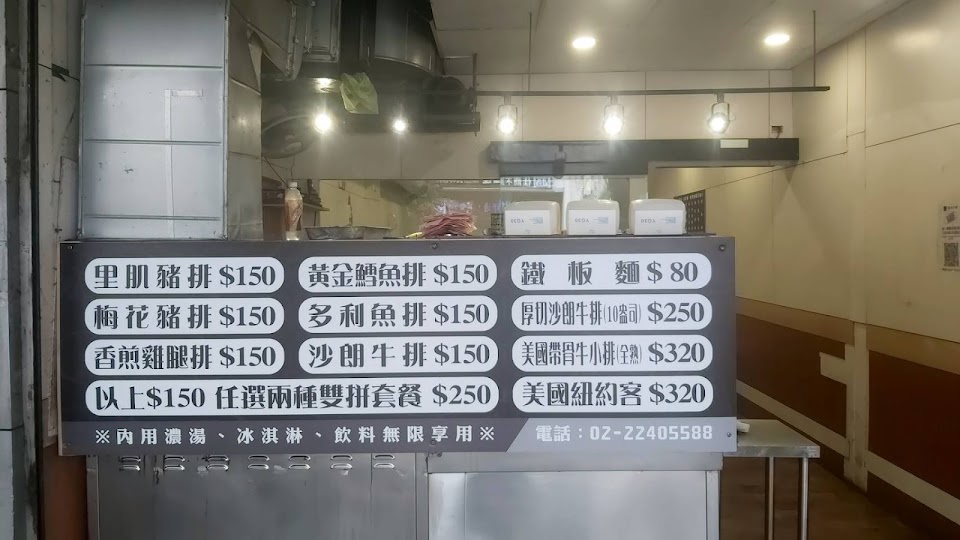 里肌豬排 $150
黃金鱈魚排 $150
鐵板麵 $80
梅花豬排 $150
多利魚排 $150
厚切沙朗牛排(10盎司) $250
香煎雞腿排 $150
沙朗牛排 $150
美國帶骨牛小排(全熟) $320
以上$150 任選兩種雙拼套餐 $250
美國紐約客 $320
※內用濃湯、冰淇淋、飲料無限享用※
電話：02-22405588